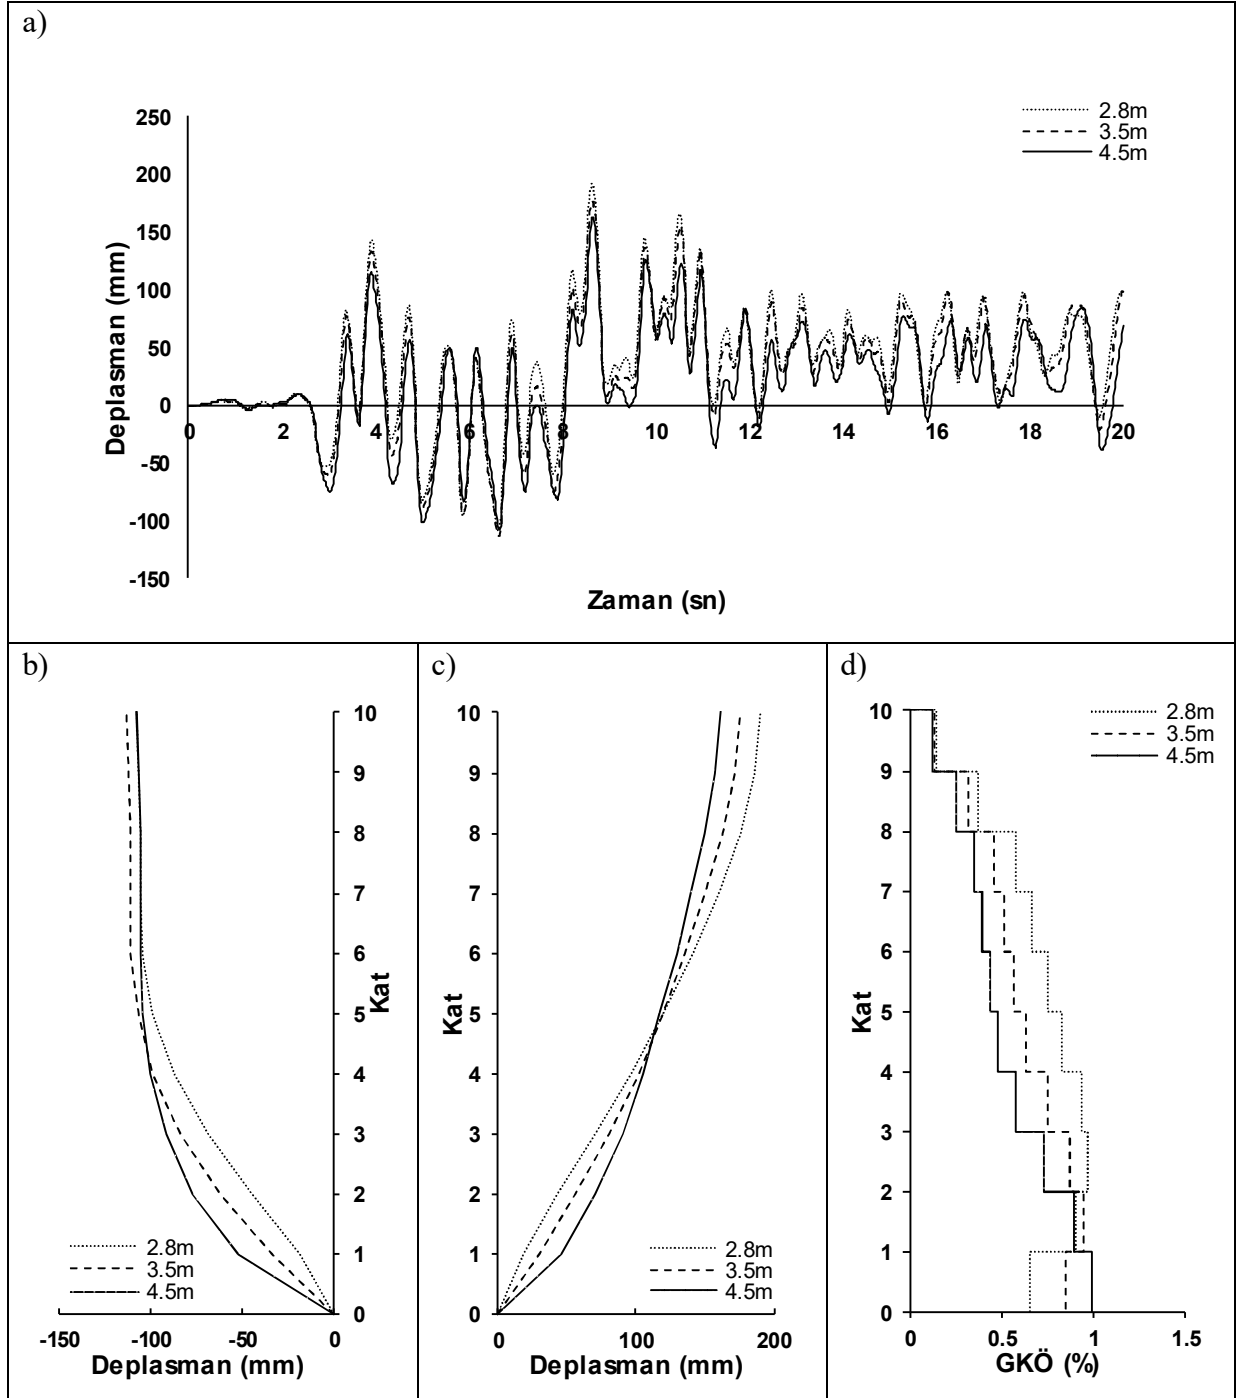 a)
250
200
150
100
50
0
-50
-100
-150
Deplasman (mm)
0 2 4 6 8 10 12 14 16 18 20
Zaman (sn)
2.8m
3.5m
4.5m
b)
10
9
8
7
6
5
4
3
2
1
0
Kat
2.8m
3.5m
4.5m
-150 -100 -50 0
Deplasman (mm)
c)
10
9
8
7
6
5
4
3
2
1
0
Kat
2.8m
3.5m
4.5m
0 100 200
Deplasman (mm)
d)
2.8m
3.5m
4.5m
10
9
8
7
6
5
4
3
2
1
0
Kat
0 0.5 1 1.5
GKÖ (%)